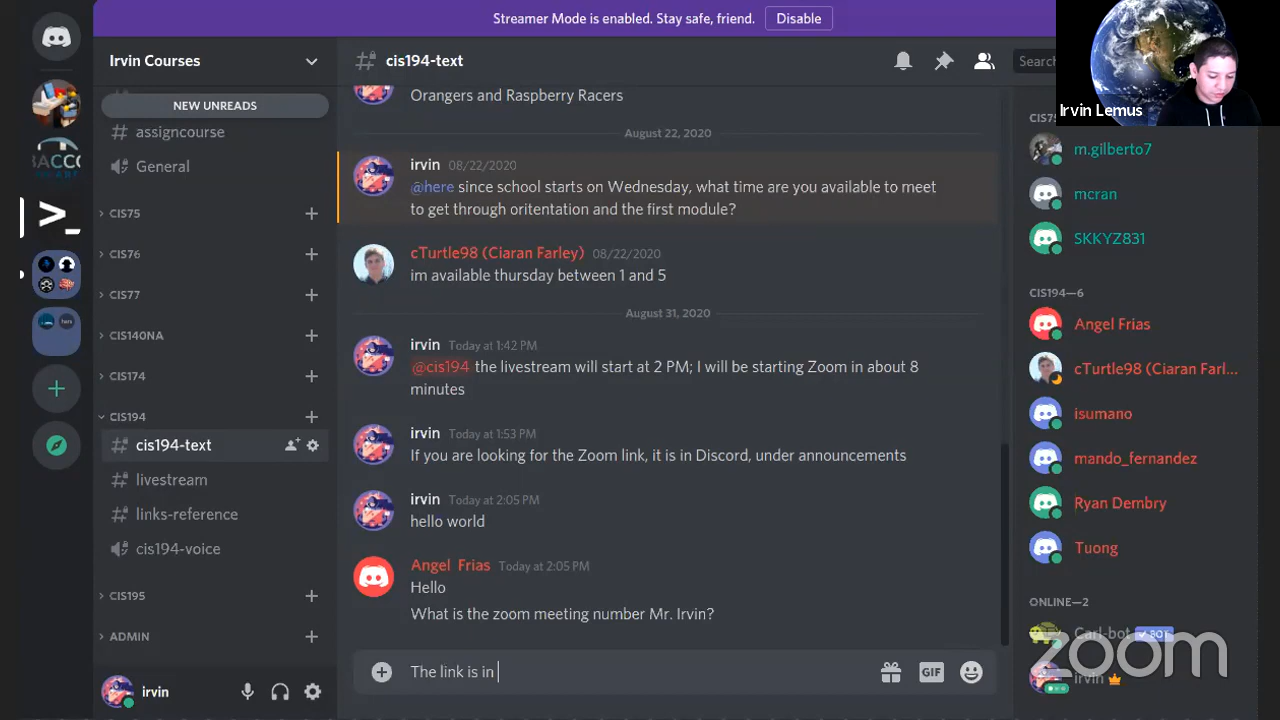 Streamer Mode is enabled. Stay safe, friend.
Disable
Irvin Courses
cis194-text
Search
Irvin Lemus
NEW UNREADS
assigncourse
General
CIS75
CIS76
CIS77
CIS140NA
CIS174
CIS194
cis194-text
livestream
links-reference
cis194-voice
CIS195
ADMIN
irvin
Orangers and Raspberry Racers
August 22, 2020
irvin 08/22/2020
@here since school starts on Wednesday, what time are you available to meet
to get through oritentation and the first module?
cTurtle98 (Ciaran Farley) 08/22/2020
im available thursday between 1 and 5
August 31, 2020
irvin Today at 1:42 PM
@cis194 the livestream will start at 2 PM; I will be starting Zoom in about 8
minutes
irvin Today at 1:53 PM
If you are looking for the Zoom link, it is in Discord, under announcements
irvin Today at 2:05 PM
hello world
Angel Frias Today at 2:05 PM
Hello
What is the zoom meeting number Mr. Irvin?
The link is in
GIF
m.gilberto7
mcran
SKKYZ831
CIS194—6
Angel Frias
cTurtle98 (Ciaran Farl...
isumano
mando_fernandez
Ryan Dembry
Tuong
ONLINE—2
Carl-bot BOT
irvin
zoom